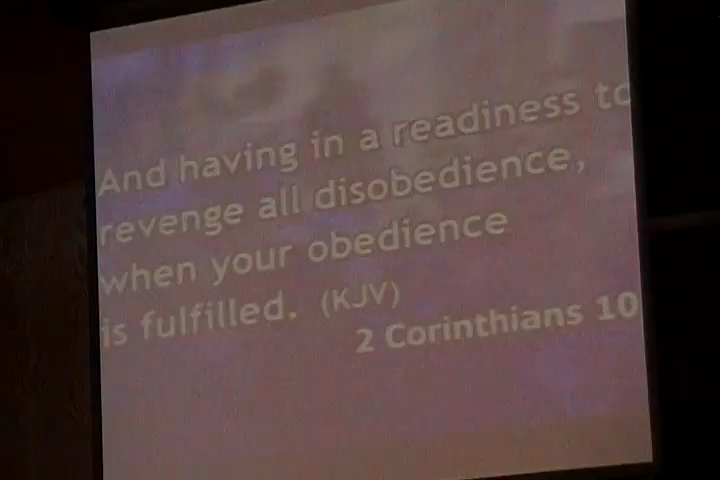 And having in a readiness to
revenge all disobedience,
when your obedience
is fulfilled. (KJV)
2 Corinthians 10